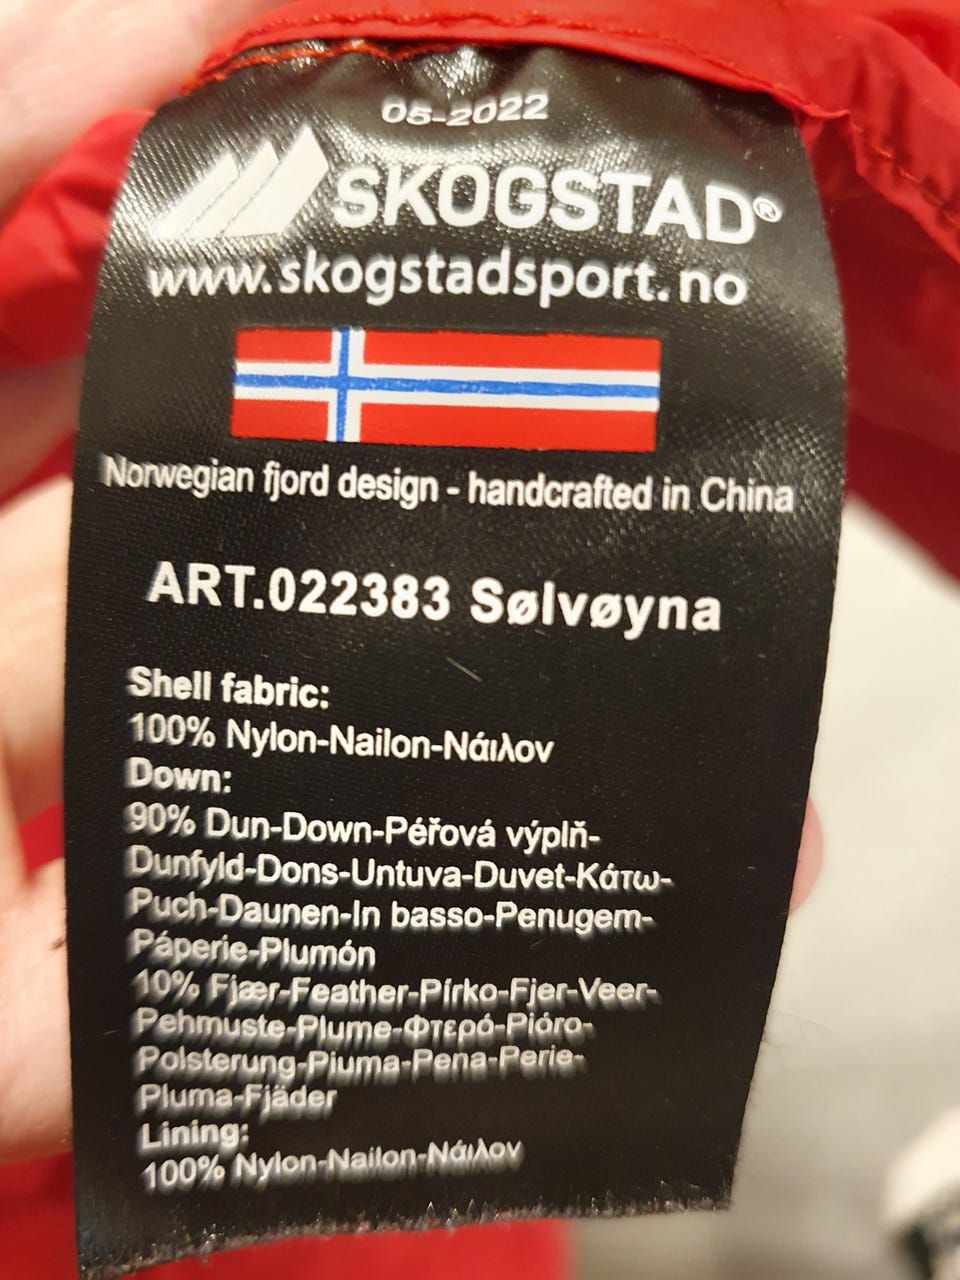 05-2022
SKOGSTAD®
www.skogstadsport.no
Norwegian fjord design - handcrafted in China
ART.022383 Sølvøyna
Shell fabric:
100% Nylon-Nailon-Νάιλον
Down:
90% Dun-Down-Péřová výplň-
Dunfyld-Dons-Untuva-Duvet-Κάτω-
Puch-Daunen-In basso-Penugem-
Páperie-Plumón
10% Fjær-Feather-Pírko-Fjer-Veer-
Pehmuste-Plume-Φτερό-Pióro-
Polsterung-Piuma-Pena-Perie-
Pluma-Fjäder
Lining:
100% Nylon-Nailon-Νάιλον